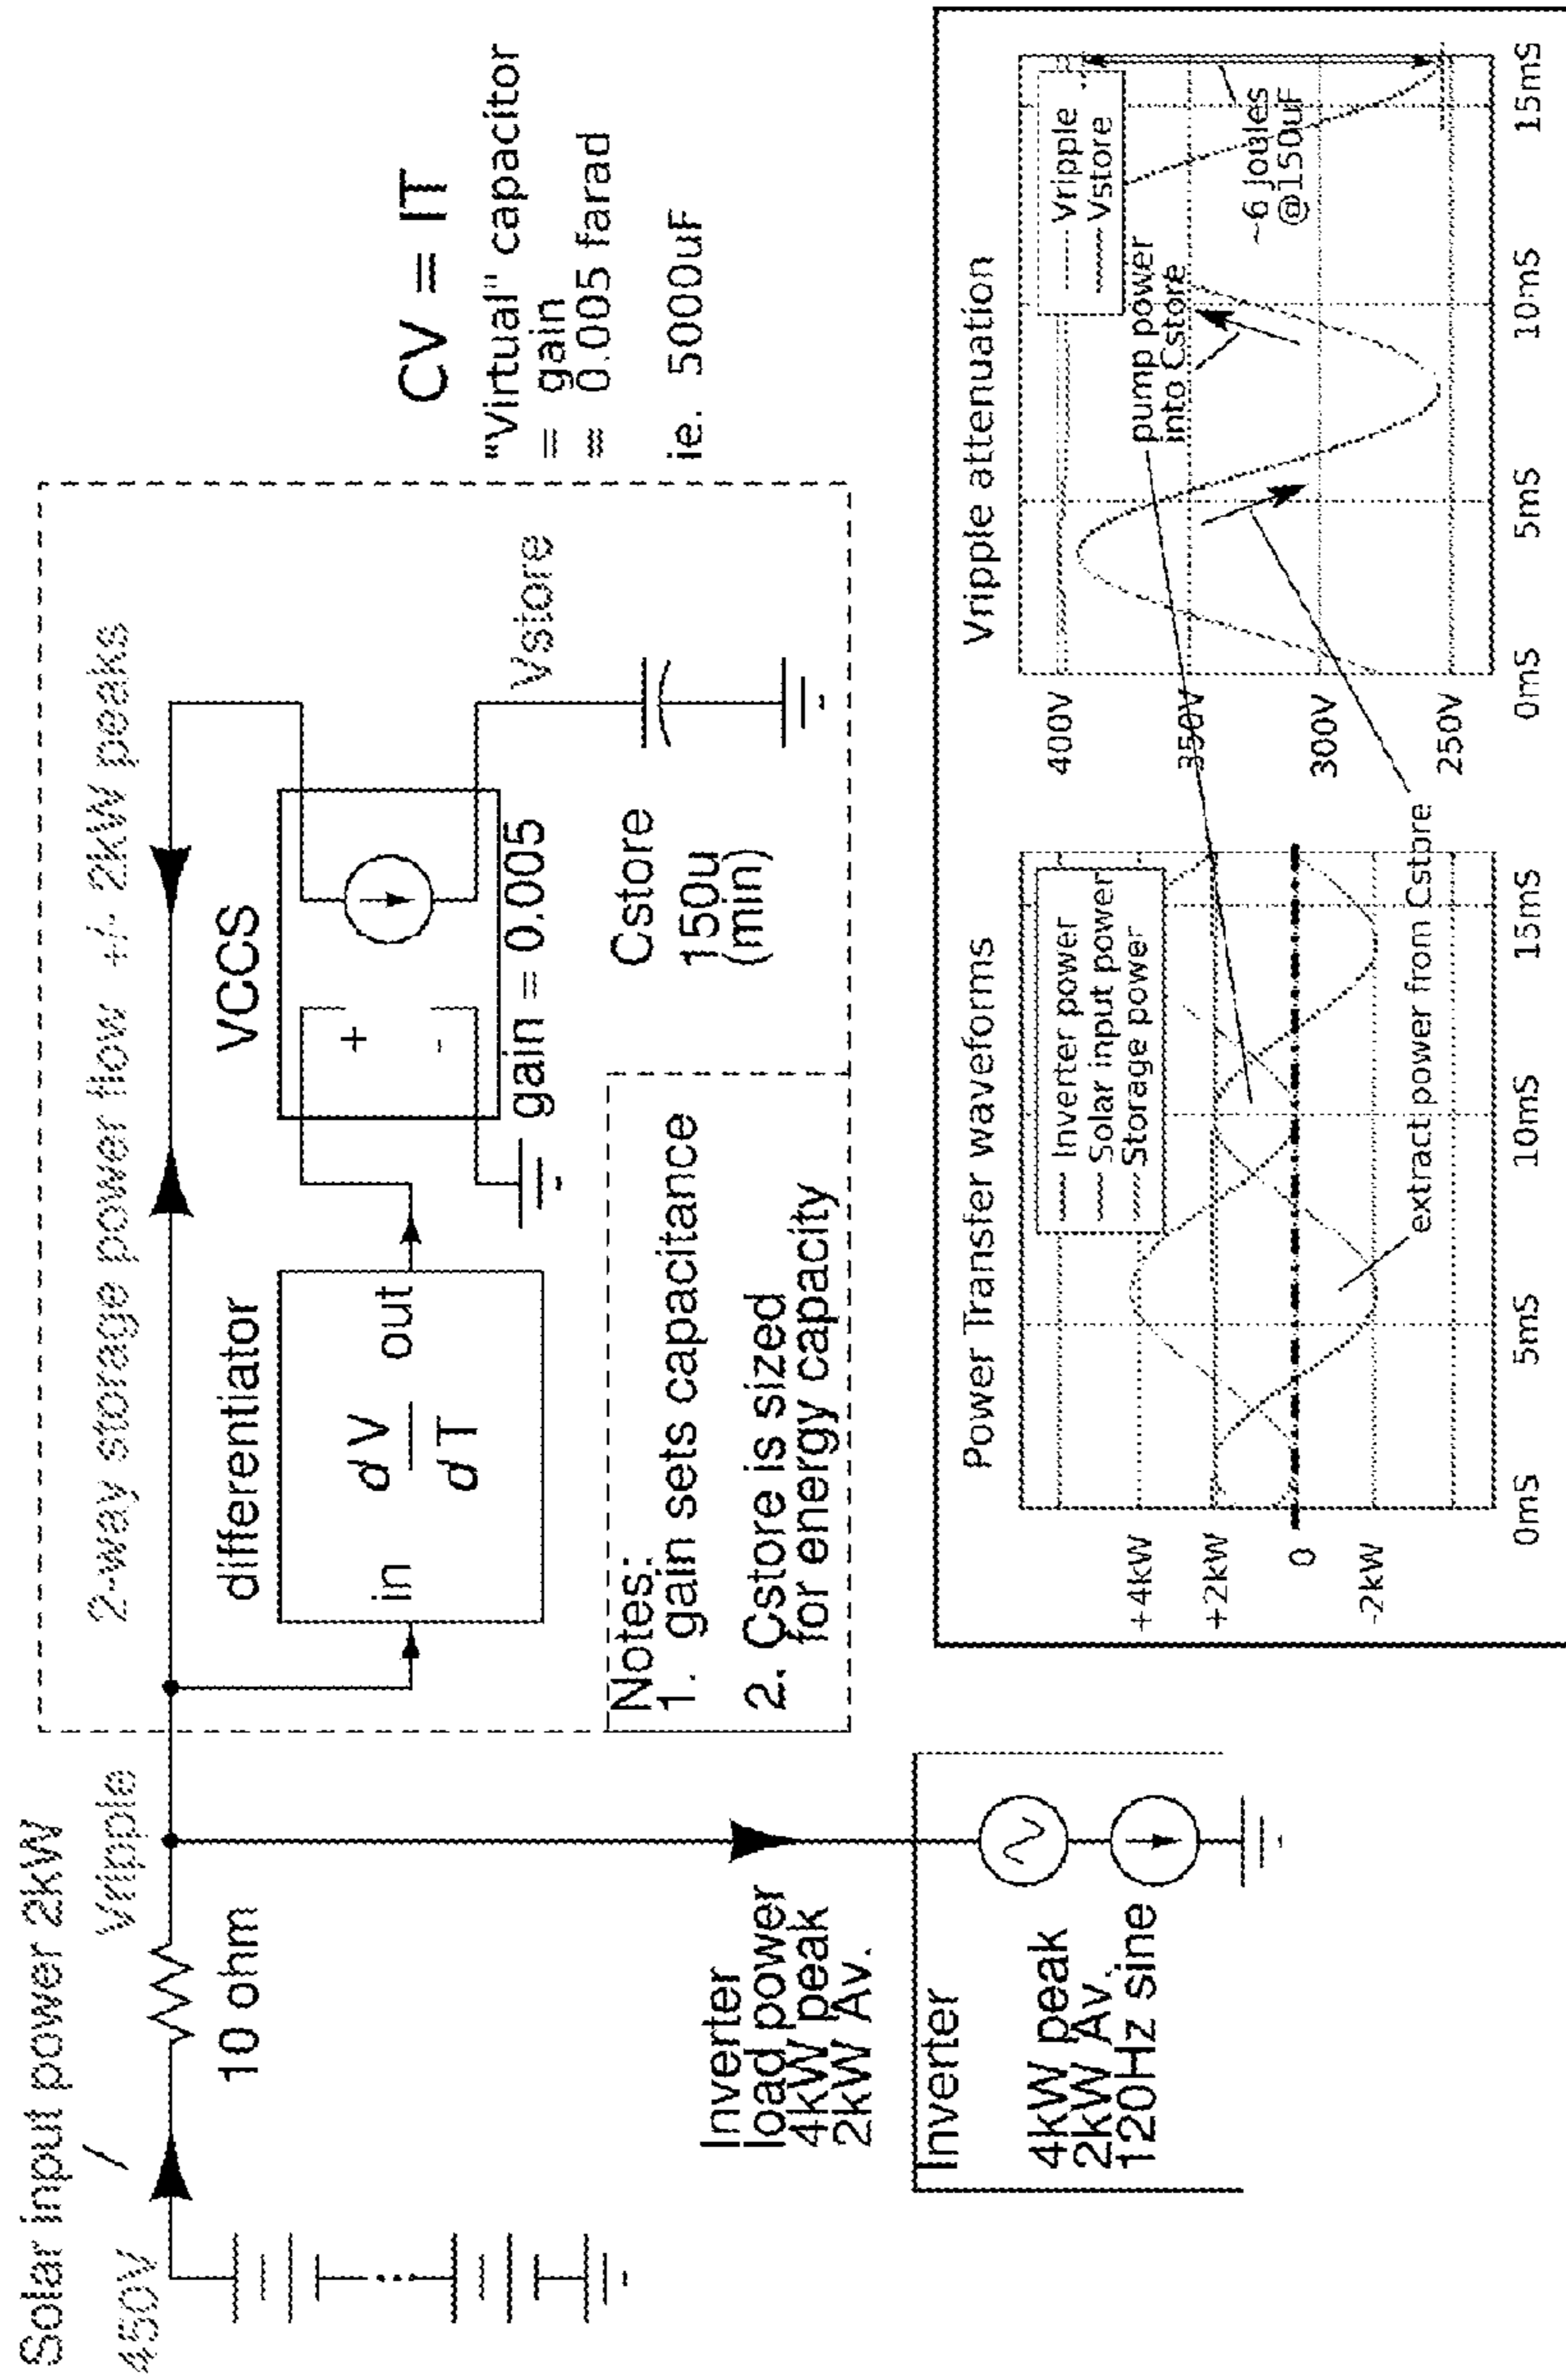 Solar input power 2kW
450V
Vripple
10 ohm
2-way storage power flow +/- 2kW peaks
differentiator
in
dV
dT
out
VCCS
+
-
gain = 0.005
Vstore
Cstore
150u
(min)
Notes:
1. gain sets capacitance
2. Cstore is sized
for energy capacity
CV = IT
"Virtual" capacitor
= gain
= 0.005 farad
ie. 5000uF
Inverter
load power
4kW peak
2kW Av.
Inverter
4kW peak
2kW Av.
120Hz sine
Power Transfer waveforms
Inverter power
Solar input power
Storage power
+4kW
+2kW
0
-2kW
0mS
5mS
10mS
15mS
extract power from Cstore
Vripple attenuation
Vripple
Vstore
pump power
into Cstore
~6 joules
@150uF
400V
350V
300V
250V
0mS
5mS
10mS
15mS